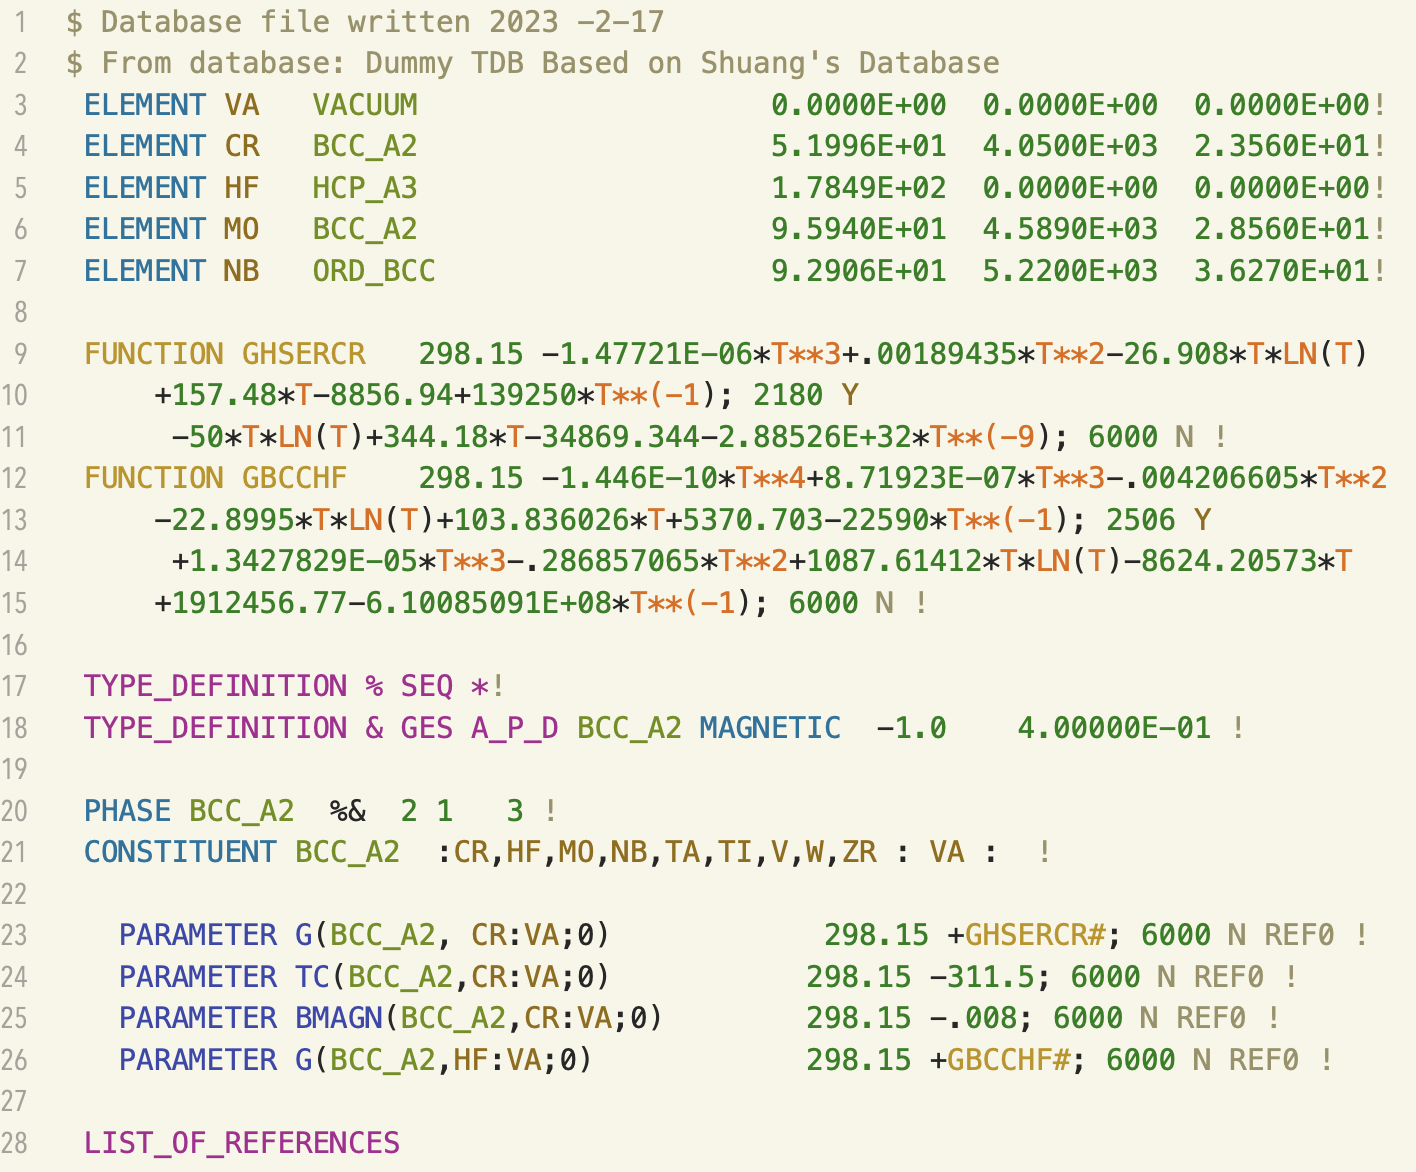 1 $ Database file written 2023 -2-17
2 $ From database: Dummy TDB Based on Shuang's Database
3 ELEMENT VA   VACUUM                    0.0000E+00  0.0000E+00  0.0000E+00!
4 ELEMENT CR   BCC_A2                    5.1996E+01  4.0500E+03  2.3560E+01!
5 ELEMENT HF   HCP_A3                    1.7849E+02  0.0000E+00  0.0000E+00!
6 ELEMENT MO   BCC_A2                    9.5940E+01  4.5890E+03  2.8560E+01!
7 ELEMENT NB   ORD_BCC                   9.2906E+01  5.2200E+03  3.6270E+01!
8
9 FUNCTION GHSERCR   298.15 -1.47721E-06*T**3+.00189435*T**2-26.908*T*LN(T)
10     +157.48*T-8856.94+139250*T**(-1); 2180 Y
11      -50*T*LN(T)+344.18*T-34869.344-2.88526E+32*T**(-9); 6000 N !
12 FUNCTION GBCCHF    298.15 -1.446E-10*T**4+8.71923E-07*T**3-.004206605*T**2
13     -22.8995*T*LN(T)+103.836026*T+5370.703-22590*T**(-1); 2506 Y
14      +1.3427829E-05*T**3-.286857065*T**2+1087.61412*T*LN(T)-8624.20573*T
15     +1912456.77-6.10085091E+08*T**(-1); 6000 N !
16
17 TYPE_DEFINITION % SEQ *!
18 TYPE_DEFINITION & GES A_P_D BCC_A2 MAGNETIC  -1.0    4.00000E-01 !
19
20 PHASE BCC_A2  %&  2 1   3 !
21 CONSTITUENT BCC_A2  :CR,HF,MO,NB,TA,TI,V,W,ZR : VA :  !
22
23   PARAMETER G(BCC_A2, CR:VA;0)            298.15 +GHSERCR#; 6000 N REF0 !
24   PARAMETER TC(BCC_A2,CR:VA;0)           298.15 -311.5; 6000 N REF0 !
25   PARAMETER BMAGN(BCC_A2,CR:VA;0)        298.15 -.008; 6000 N REF0 !
26   PARAMETER G(BCC_A2,HF:VA;0)            298.15 +GBCCHF#; 6000 N REF0 !
27
28 LIST_OF_REFERENCES